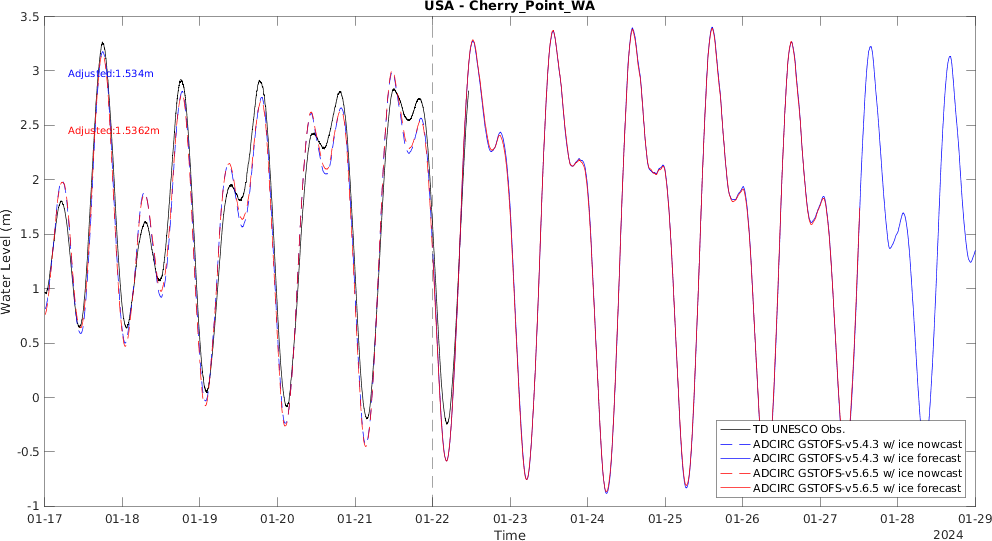 USA - Cherry_Point_WA
3.5
3
2.5
2
1.5
1
0.5
0
-0.5
-1
Water Level (m)
Adjusted:1.534m
Adjusted:1.5362m
TD UNESCO Obs.
ADCIRC GSTOFS-v5.4.3 w/ ice nowcast
ADCIRC GSTOFS-v5.4.3 w/ ice forecast
ADCIRC GSTOFS-v5.6.5 w/ ice nowcast
ADCIRC GSTOFS-v5.6.5 w/ ice forecast
01-17 01-18 01-19 01-20 01-21 01-22 01-23 01-24 01-25 01-26 01-27 01-28 01-29
Time
2024